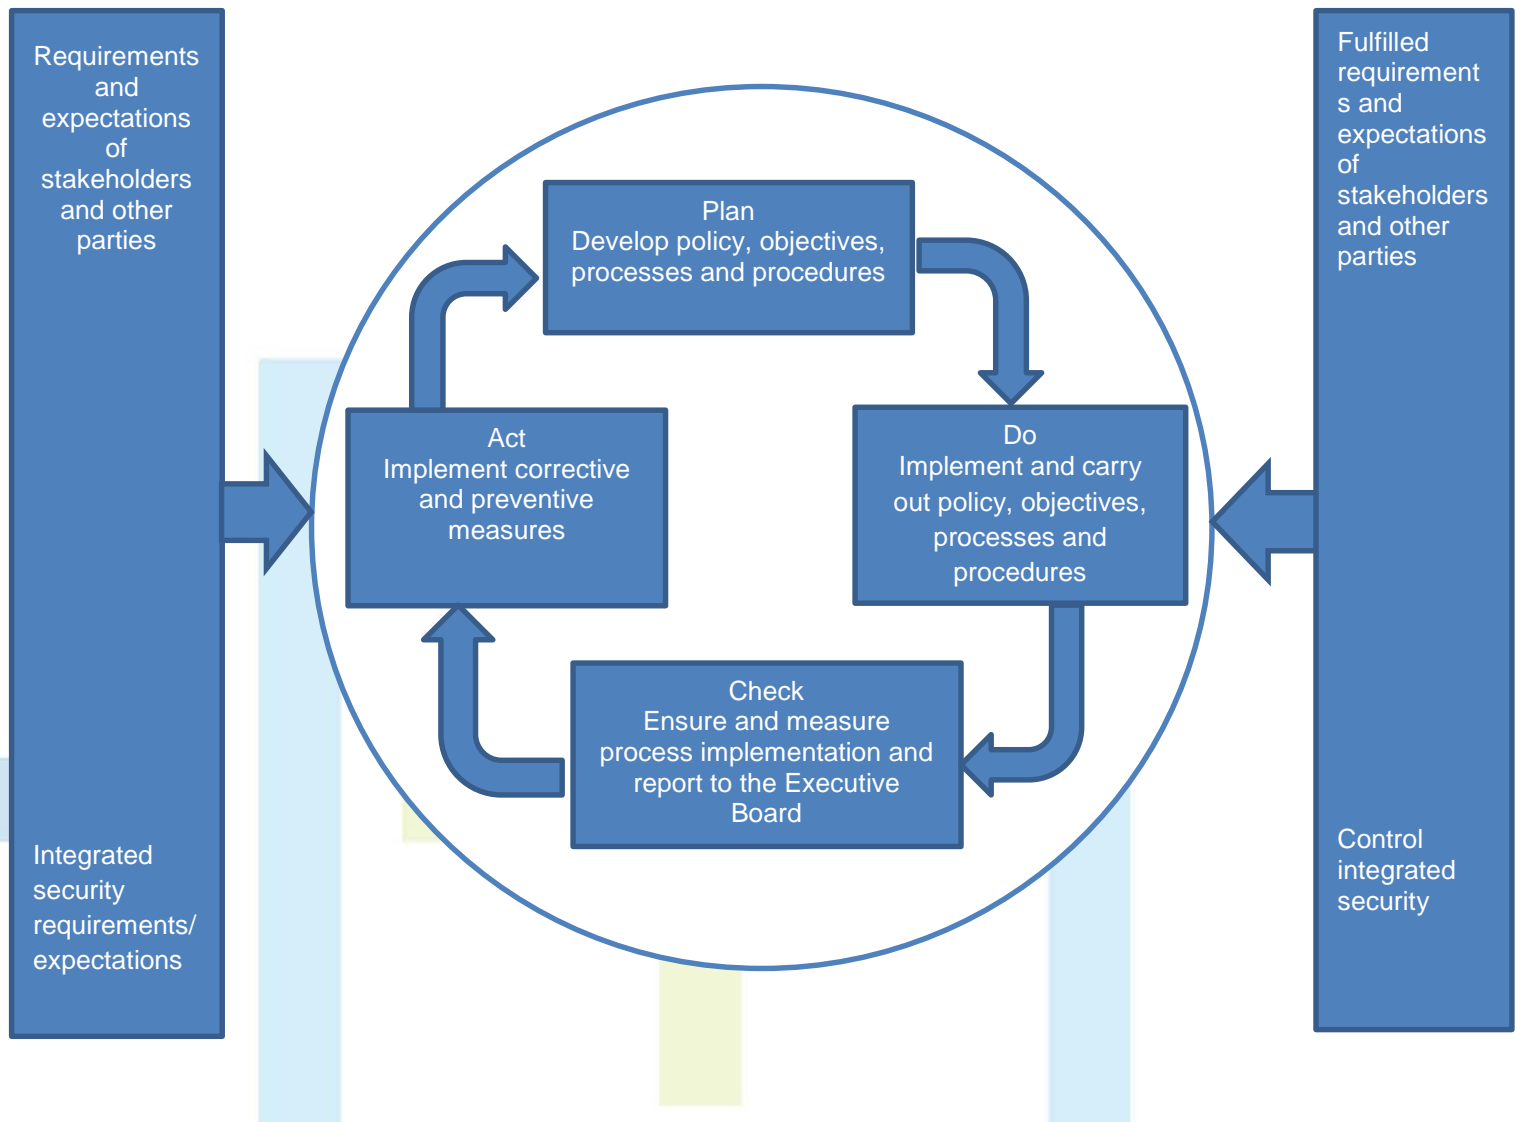 Requirements
and
expectations
of
stakeholders
and other
parties
Integrated
security
requirements/
expectations
Plan
Develop policy, objectives,
processes and procedures
Do
Implement and carry
out policy, objectives,
processes and
procedures
Check
Ensure and measure
process implementation and
report to the Executive
Board
Act
Implement corrective
and preventive
measures
Fulfilled
requirement
s and
expectations
of
stakeholders
and other
parties
Control
integrated
security